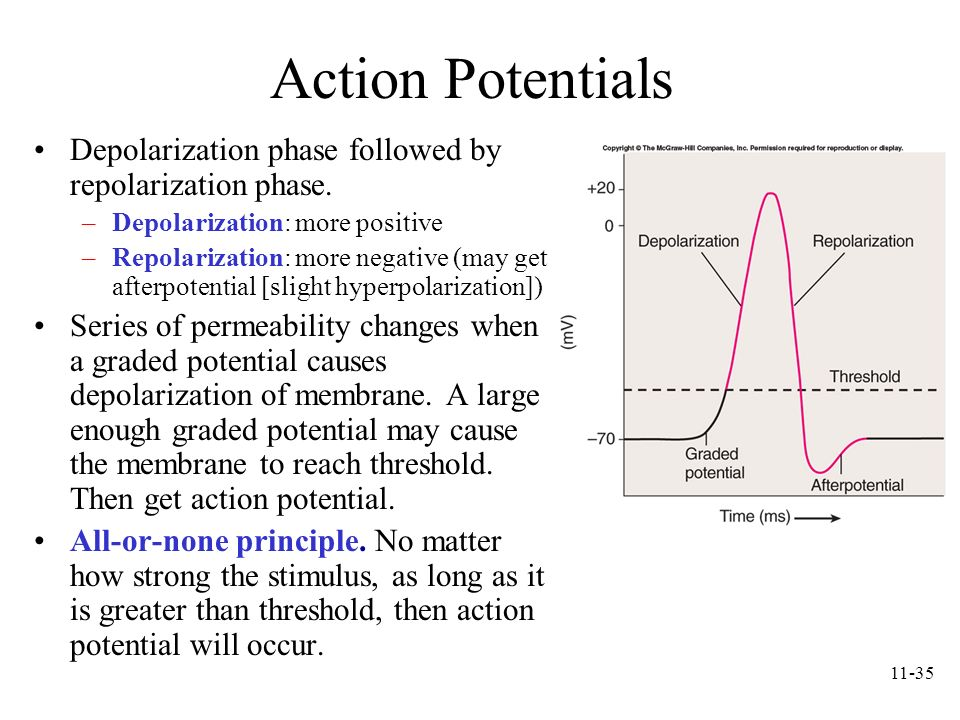 Action Potentials
• Depolarization phase followed by
repolarization phase.
–Depolarization: more positive
–Repolarization: more negative (may get
afterpotential [slight hyperpolarization])
• Series of permeability changes when
a graded potential causes
depolarization of membrane. A large
enough graded potential may cause
the membrane to reach threshold.
Then get action potential.
• All-or-none principle. No matter
how strong the stimulus, as long as it
is greater than threshold, then action
potential will occur.
Copyright © The McGraw-Hill Companies, Inc. Permission required for reproduction or display.
+20
0
Depolarization
Repolarization
(mV)
Threshold
–70
Graded
potential
Afterpotential
Time (ms)
11-35